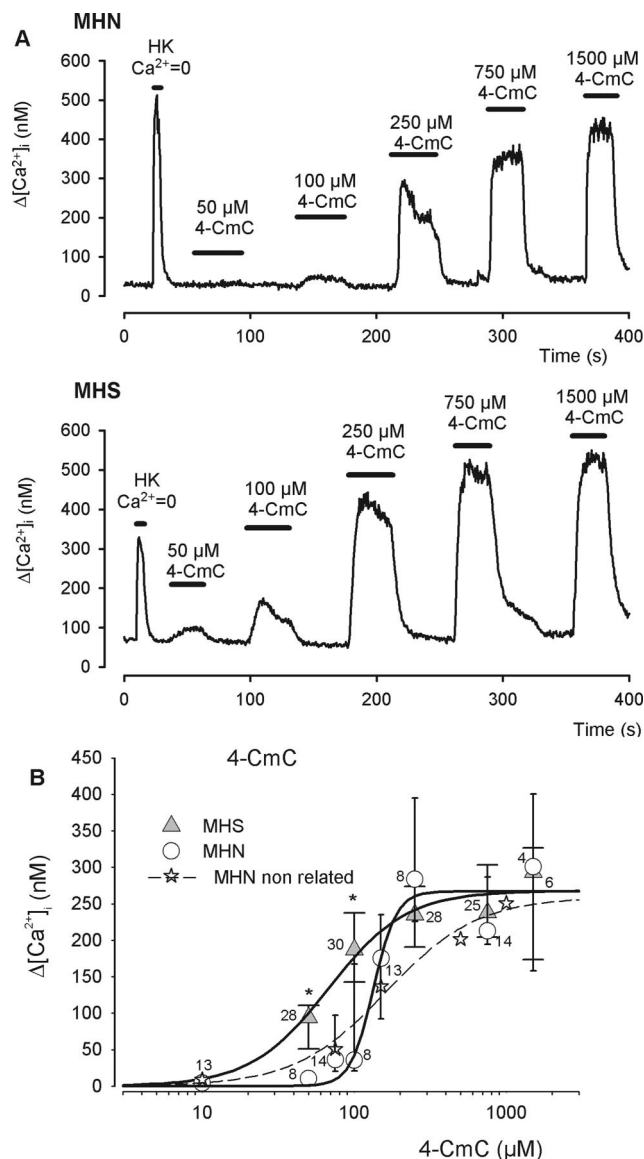 MHN
A
HK
Ca²⁺=0
50 µM
4-CmC
100 µM
4-CmC
250 µM
4-CmC
750 µM
4-CmC
1500 µM
4-CmC
Δ[Ca²⁺]i (nM)
600
500
400
300
200
100
0
0 100 200 300 400
Time (s)
MHS
HK
Ca²⁺=0
50 µM
4-CmC
100 µM
4-CmC
250 µM
4-CmC
750 µM
4-CmC
1500 µM
4-CmC
Δ[Ca²⁺]i (nM)
600
500
400
300
200
100
0
0 100 200 300 400
Time (s)
B
4-CmC
MHS
MHN
MHN non related
Δ[Ca²⁺]i (nM)
450
400
350
300
250
200
150
100
50
0
13
28
*
8
14
30
*
8
13
8
28
25
14
4
6
10 100 1000
4-CmC (µM)